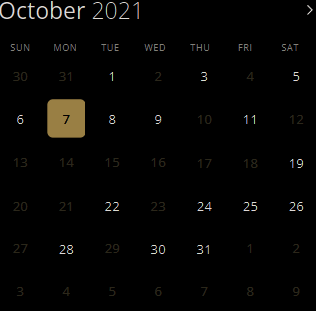 October 2021
SUN MON TUE WED THU FRI SAT
30 31 1 2 3 4 5
6 7 8 9 10 11 12
13 14 15 16 17 18 19
20 21 22 23 24 25 26
27 28 29 30 31 1 2
3 4 5 6 7 8 9